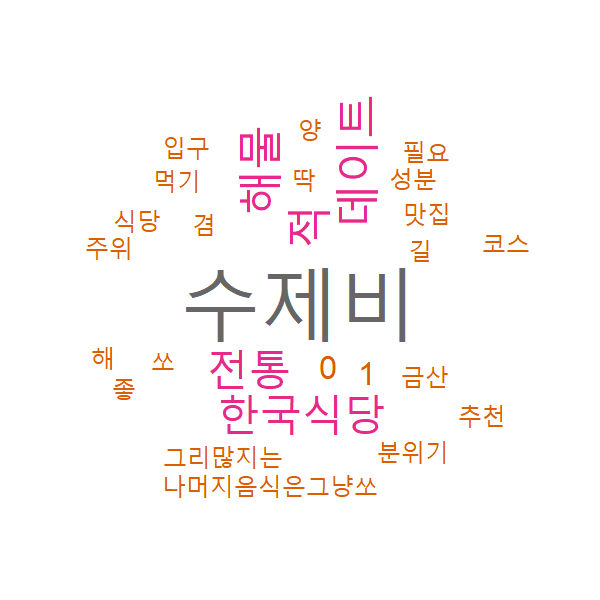 양
해물
데이트
입구
필요
먹기
딱
성분
적
맛집
식당
겸
주위
길
코스
수제비
해
쏘
전통
0
1
금산
좋
한국식당
추천
그리많지는
분위기
나머지음식은그냥쏘